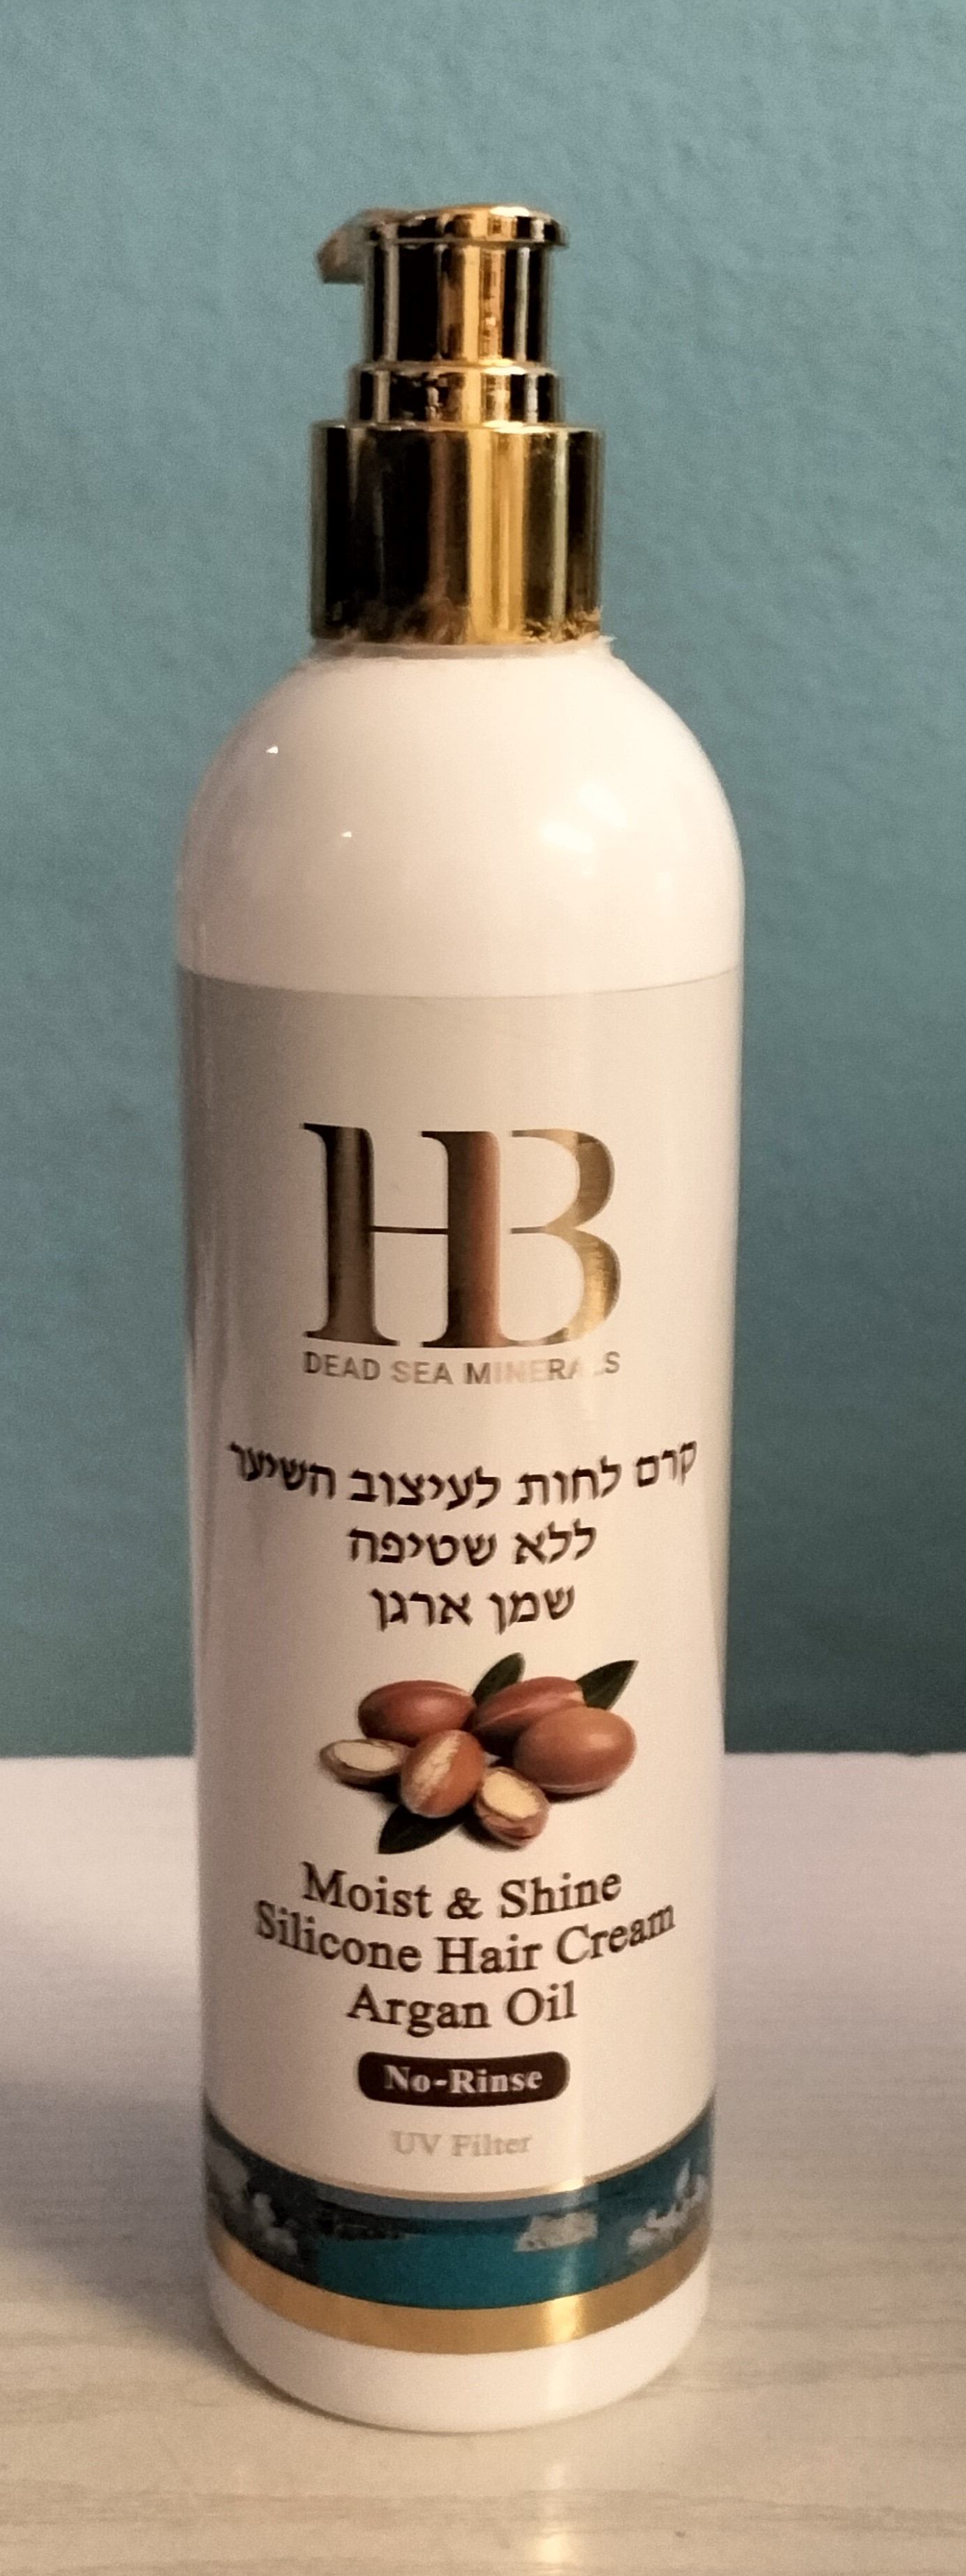 HB
DEAD SEA MINERALS
קרם לחות לעיצוב השיער
ללא שטיפה
שמן ארגן
Moist & Shine
Silicone Hair Cream
Argan Oil
No-Rinse
UV Filter